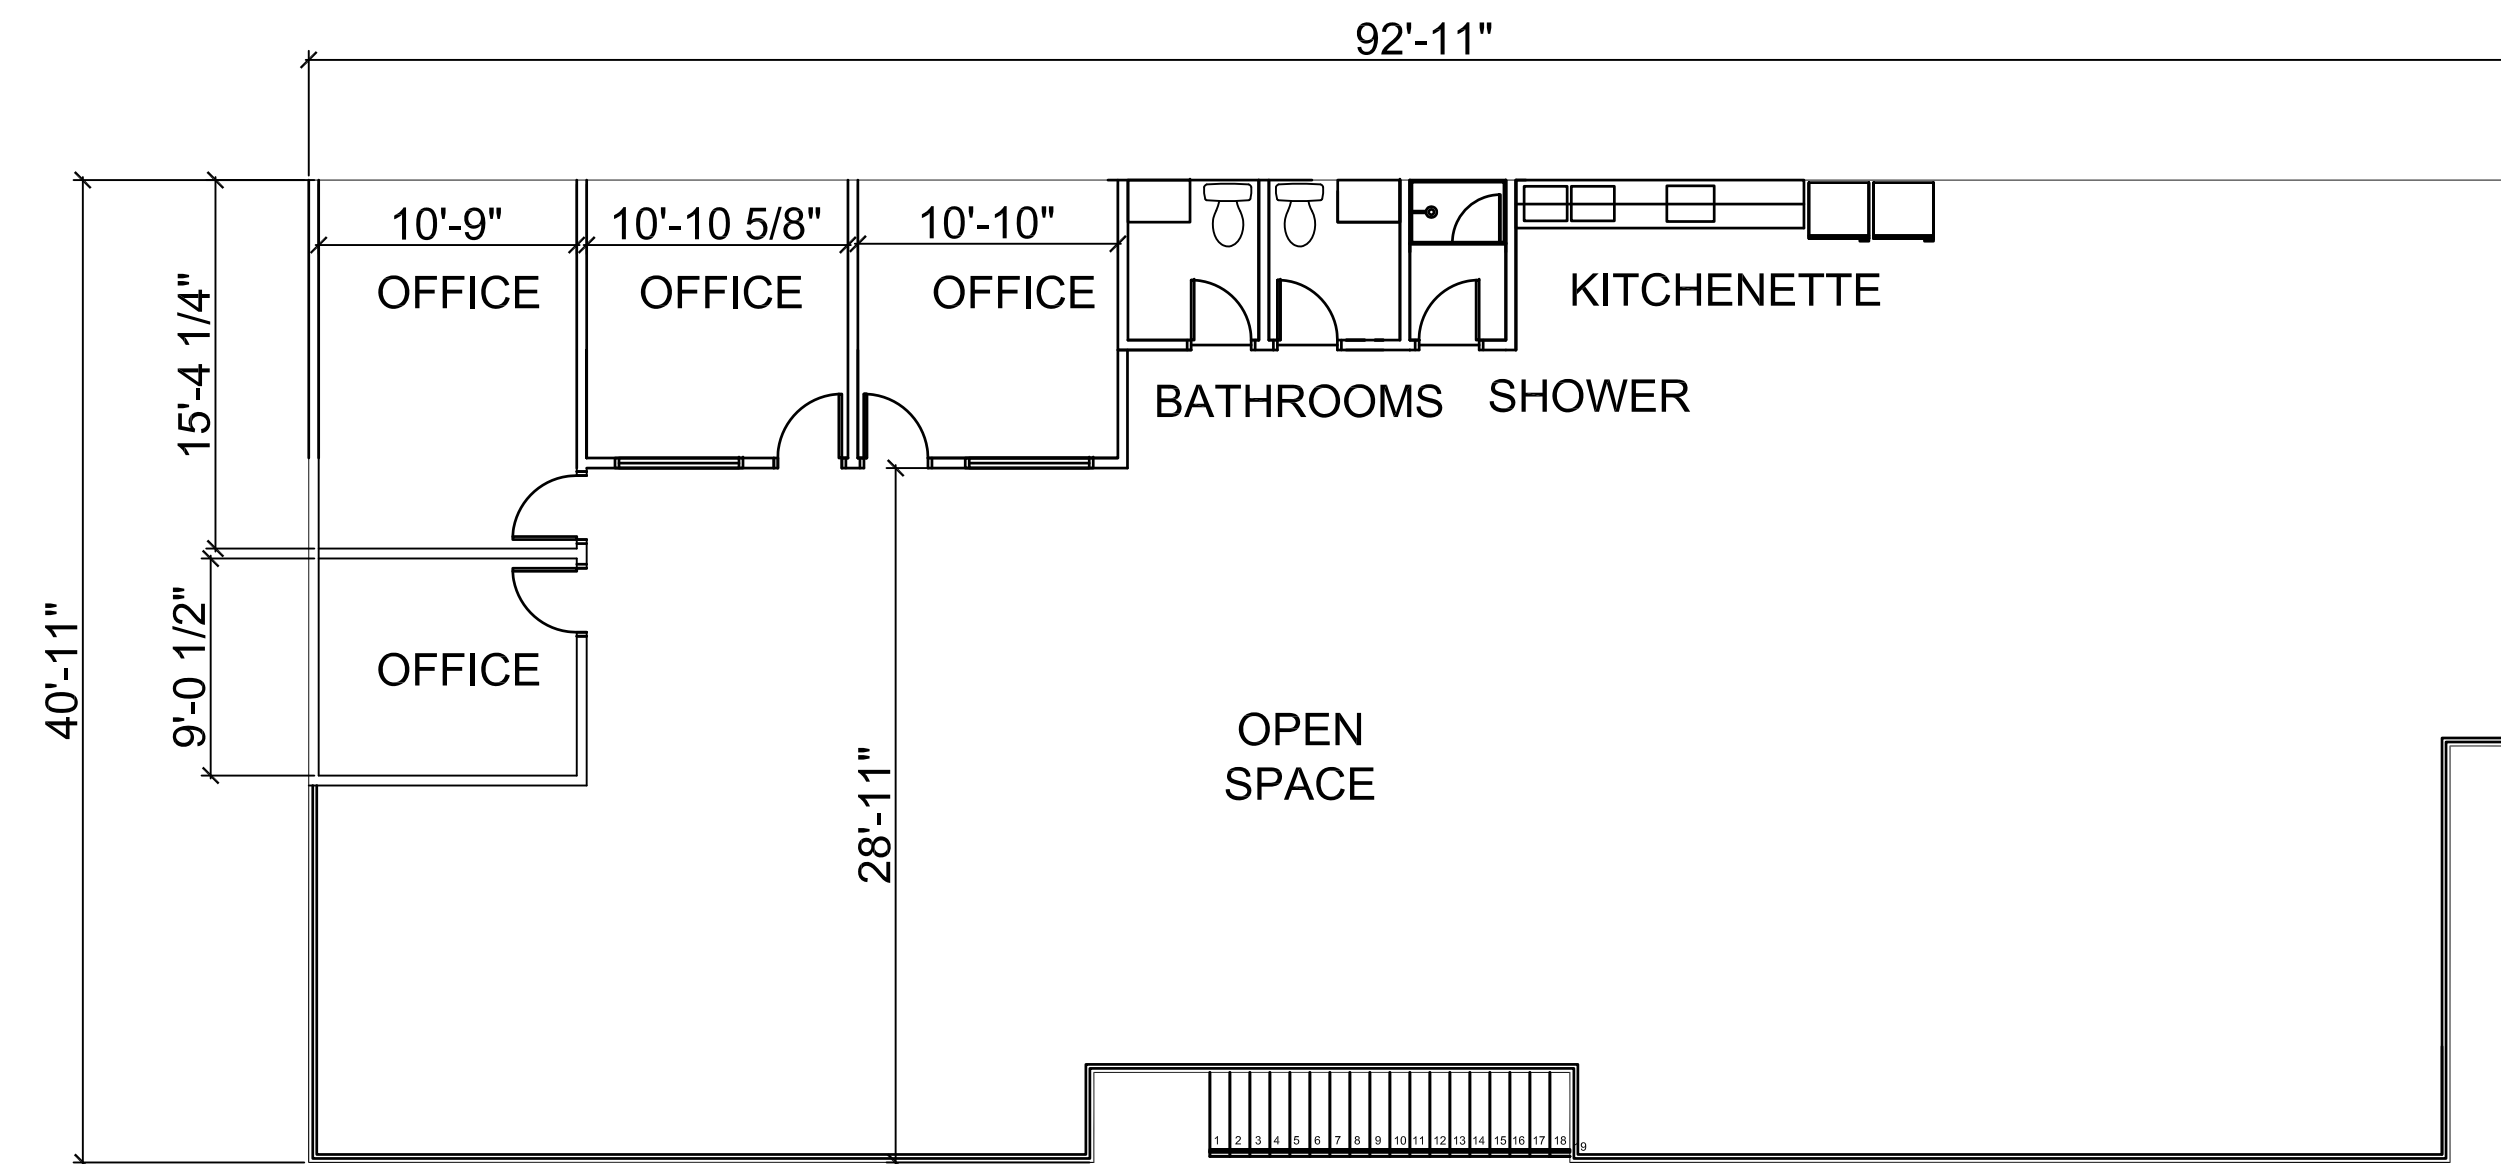 92'-11"
10'-9"
10'-10 5/8"
10'-10"
OFFICE
OFFICE
OFFICE
KITCHENETTE
15'-4 1/4"
BATHROOMS
SHOWER
40'-11"
9'-0 1/2"
OFFICE
28'-11"
OPEN
SPACE
1 2 3 4 5 6 7 8 9 10 11 12 13 14 15 16 17 18 19